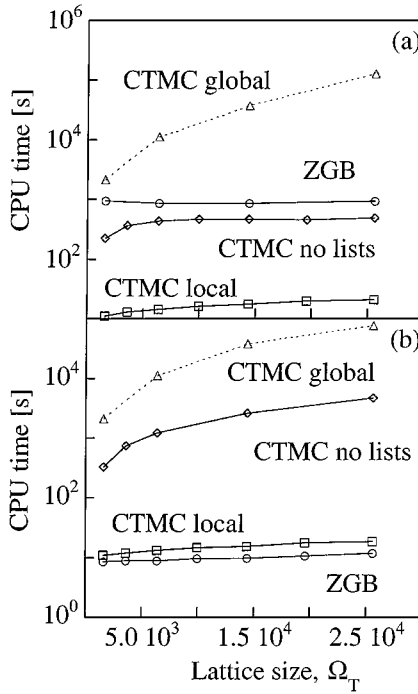 (a)
10^6
CTMC global
10^4
CPU time [s]
ZGB
10^2
CTMC no lists
CTMC local
(b)
10^4
CTMC global
CPU time [s]
CTMC no lists
10^2
CTMC local
ZGB
10^0
5.0 10^3 1.5 10^4 2.5 10^4
Lattice size, Ω_T